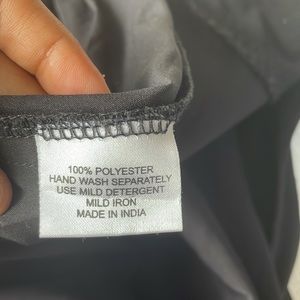 100% POLYESTER
HAND WASH SEPARATELY
USE MILD DETERGENT
MILD IRON
MADE IN INDIA